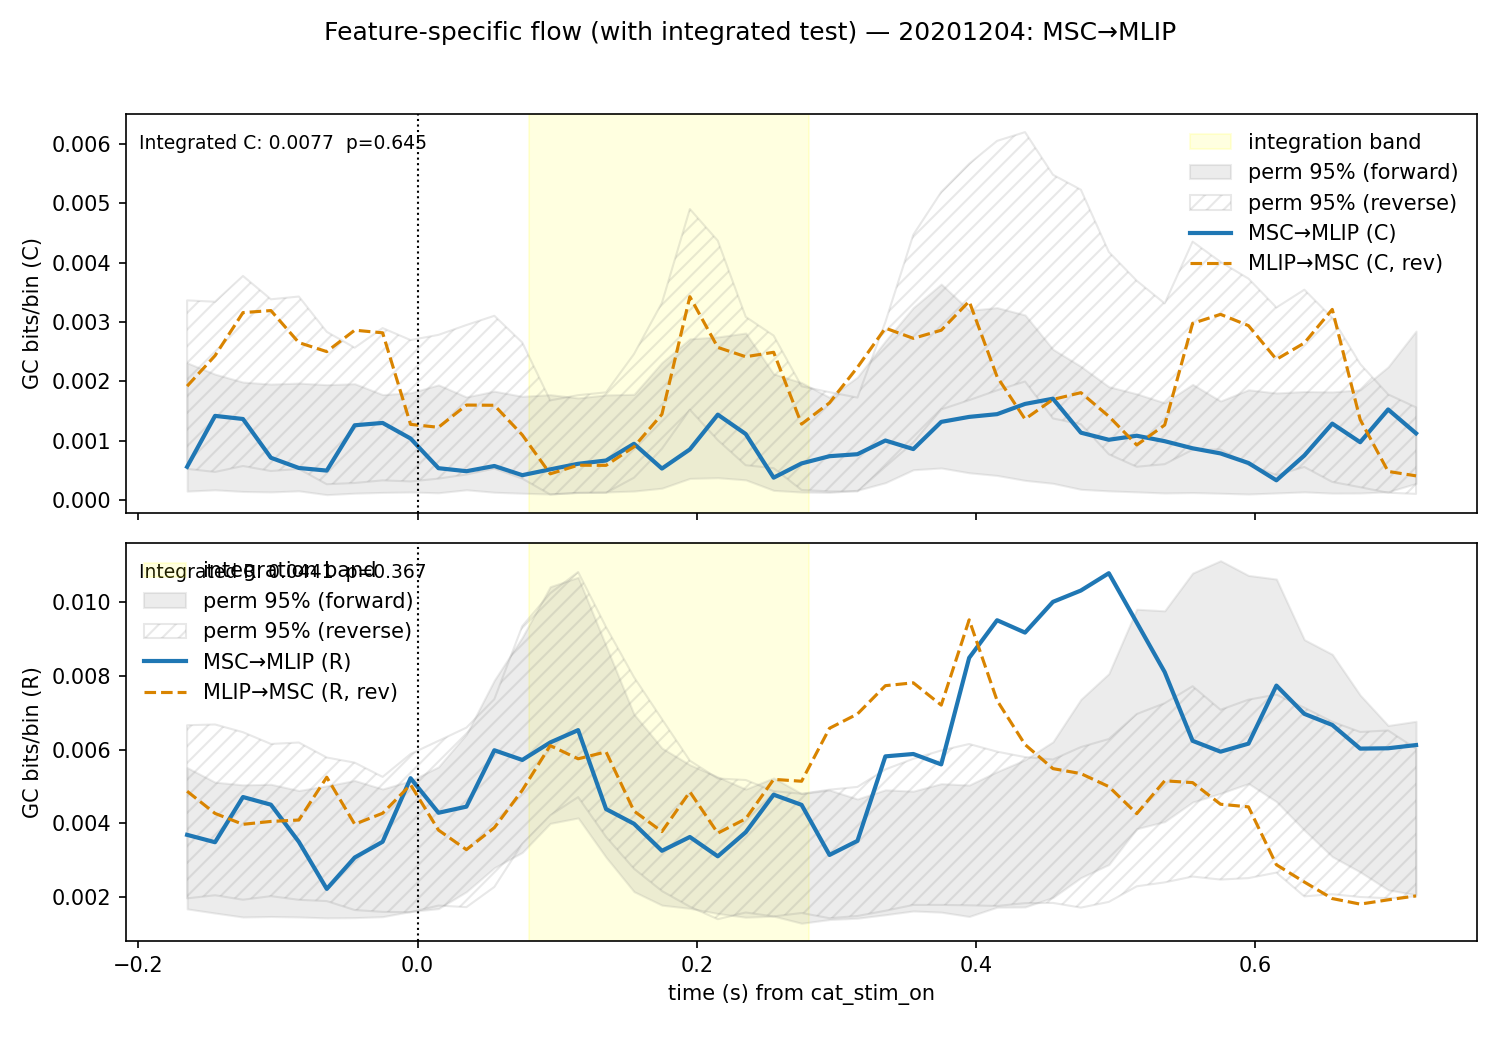 Feature-specific flow (with integrated test) — 20201204: MSC→MLIP
Integrated C: 0.0077  p=0.645
integration band
perm 95% (forward)
perm 95% (reverse)
MSC→MLIP (C)
MLIP→MSC (C, rev)
GC bits/bin (C)
0.006
0.005
0.004
0.003
0.002
0.001
0.000
Integrated R: 0.0441  p=0.367
integration band
perm 95% (forward)
perm 95% (reverse)
MSC→MLIP (R)
MLIP→MSC (R, rev)
GC bits/bin (R)
0.010
0.008
0.006
0.004
0.002
−0.2
0.0
0.2
0.4
0.6
time (s) from cat_stim_on